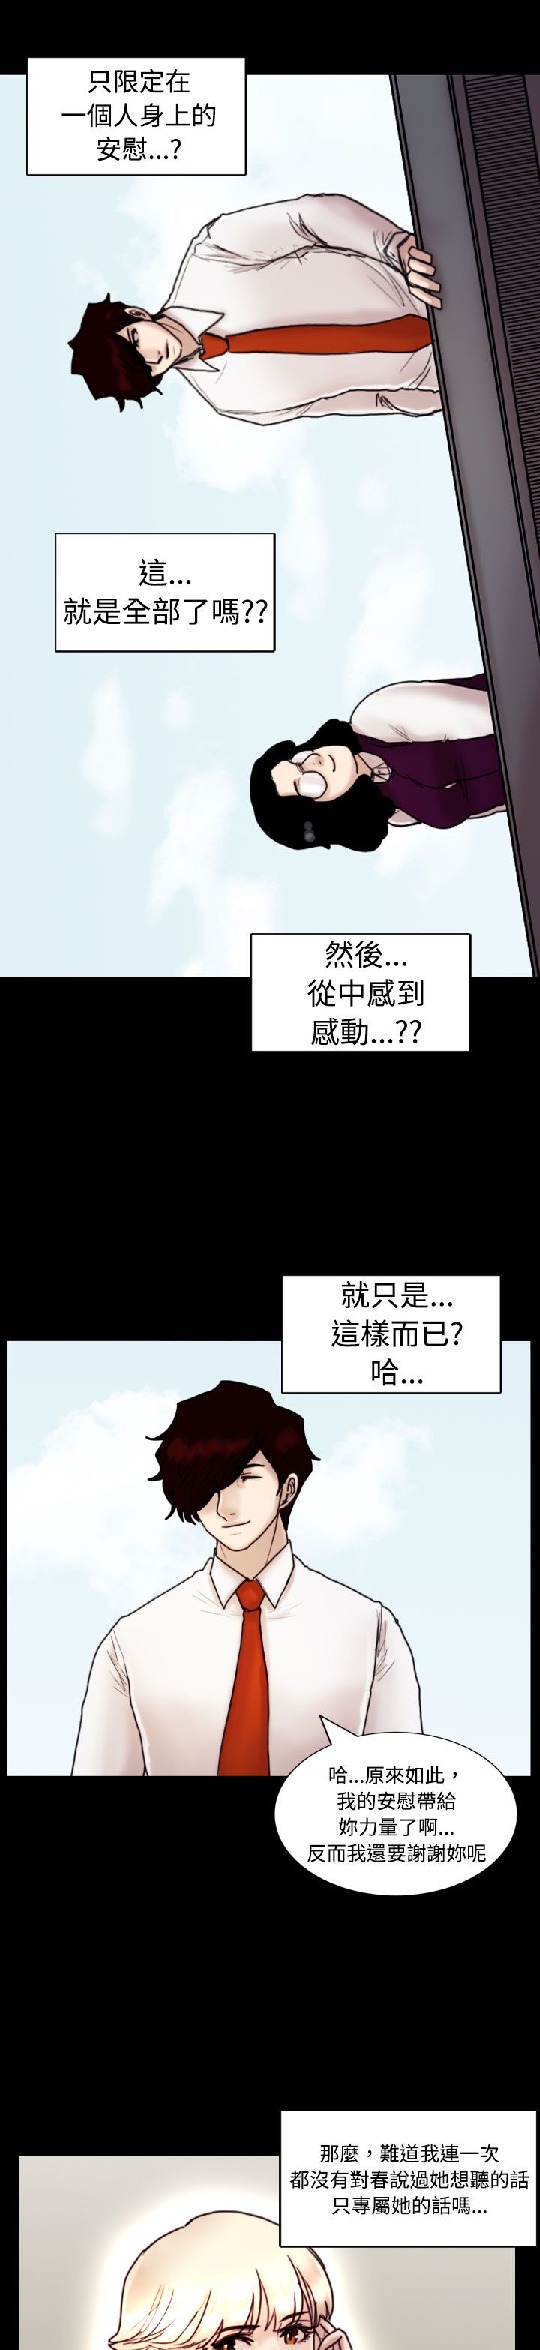 只限定在
一個人身上的
安慰...?
這...
就是全部了嗎??
然後...
從中感到
感動...??
就只是...
這樣而已?
哈...
哈...原來如此，
我的安慰帶給
妳力量了啊...
反而我還要謝謝妳呢
那麼，難道我連一次
都沒有對春說過她想聽的話
只專屬她的話嗎...